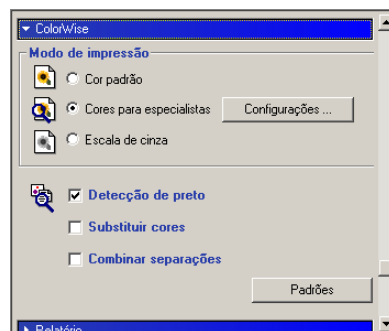 ColorWise
Modo de impressão
Cor padrão
Cores para especialistas
Configurações ...
Escala de cinza
Detecção de preto
Substituir cores
Combinar separações
Padrões
Relatório